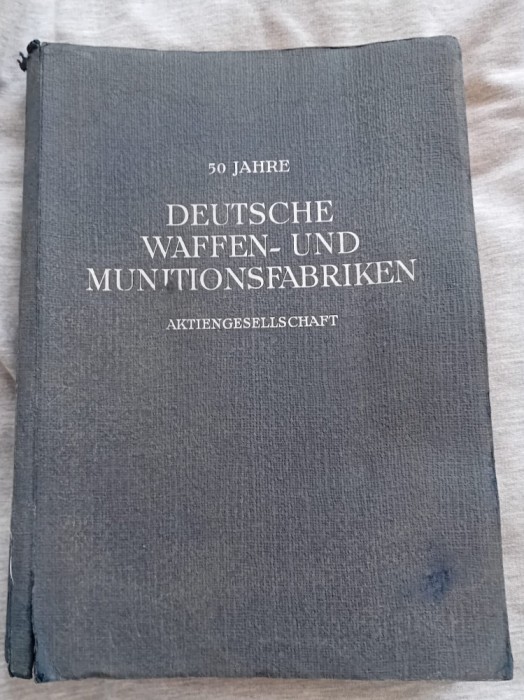 50 JAHRE
DEUTSCHE
WAFFEN- UND
MUNITIONSFABRIKEN
AKTIENGESELLSCHAFT